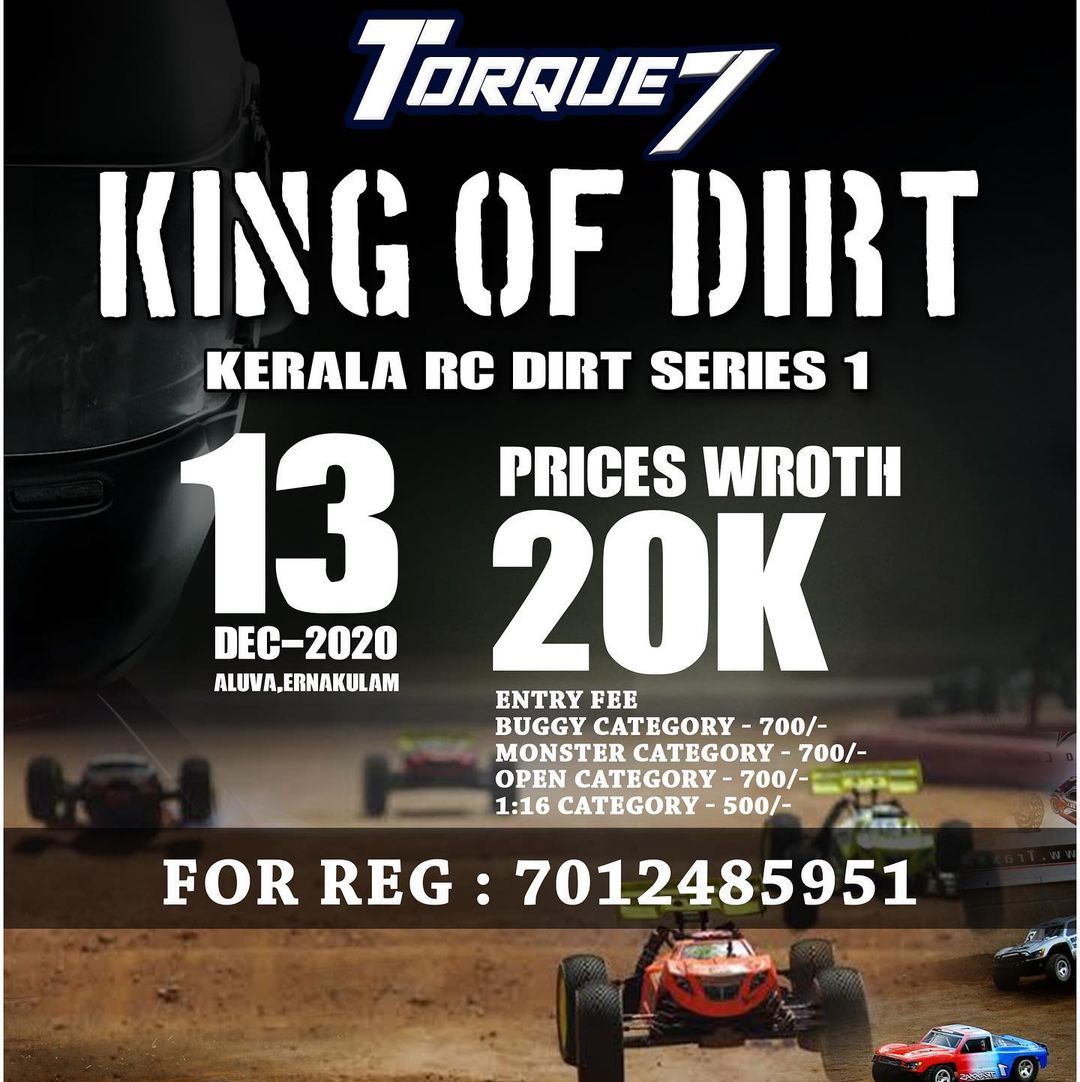 TORQUE7
KING OF DIRT
KERALA RC DIRT SERIES 1
13
DEC-2020
ALUVA,ERNAKULAM
PRICES WROTH
20K
ENTRY FEE
BUGGY CATEGORY - 700/-
MONSTER CATEGORY - 700/-
OPEN CATEGORY - 700/-
1:16 CATEGORY - 500/-
FOR REG : 7012485951